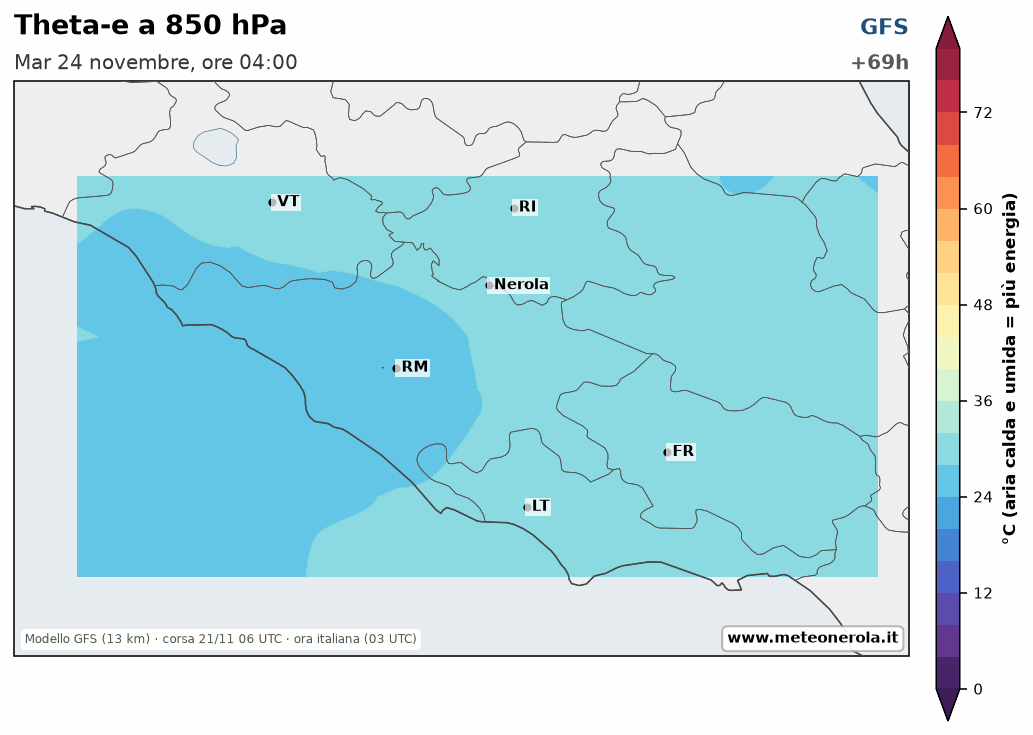 Theta-e a 850 hPa
GFS
Mar 24 novembre, ore 04:00
+69h
VT
RI
Nerola
RM
FR
LT
72
60
48
36
24
12
0
°C (aria calda e umida = più energia)
Modello GFS (13 km) · corsa 21/11 06 UTC · ora italiana (03 UTC)
www.meteonerola.it